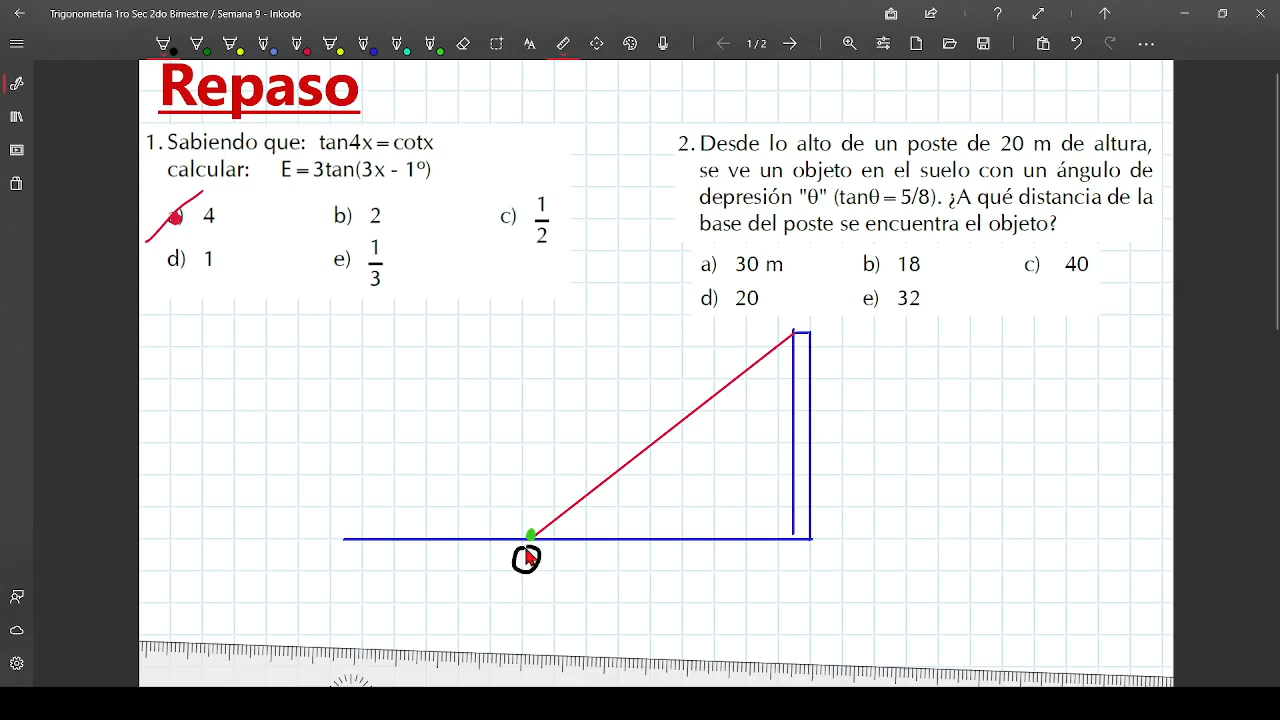 Trigonometría 1ro Sec 2do Bimestre / Semana 9 - Inkodo
1/2
Repaso
1. Sabiendo que: tan4x = cotx
calcular: E = 3tan(3x - 1º)
4
b) 2
c) 1/2
d) 1
e) 1/3
2. Desde lo alto de un poste de 20 m de altura,
se ve un objeto en el suelo con un ángulo de
depresión "θ" (tanθ = 5/8). ¿A qué distancia de la
base del poste se encuentra el objeto?
a) 30 m
b) 18
c) 40
d) 20
e) 32
O